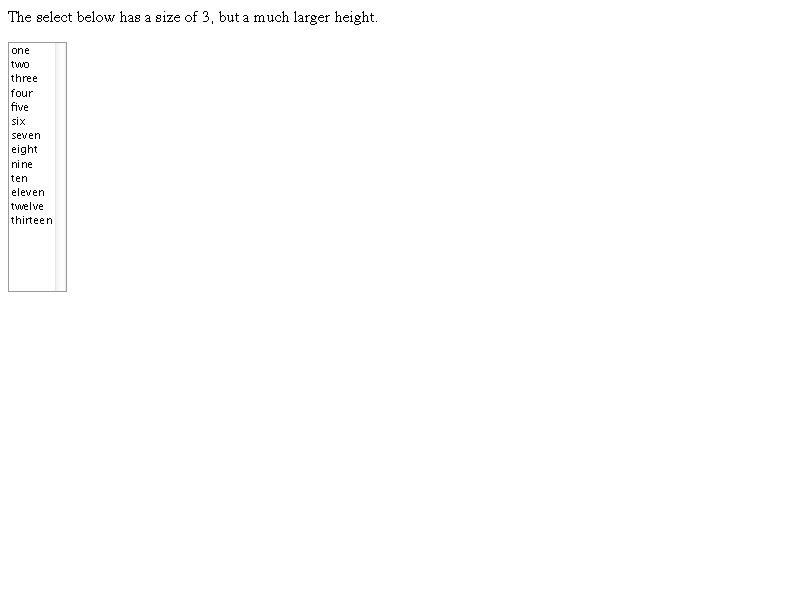 The select below has a size of 3, but a much larger height.
one
two
three
four
five
six
seven
eight
nine
ten
eleven
twelve
thirteen